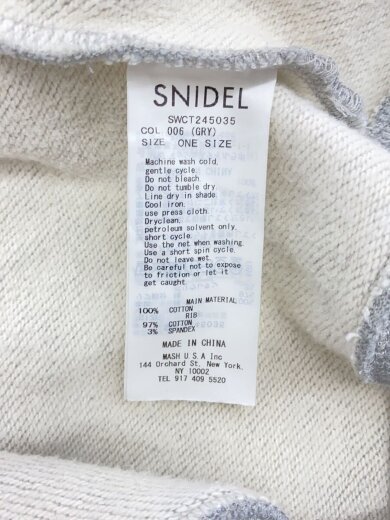 SNIDEL
SWCT245035
COL 006 (GRY)
SIZE ONE SIZE
Machine wash cold,
gentle cycle.
Do not bleach.
Do not tumble dry.
Line dry in shade.
Cool iron.
use press cloth.
Dryclean.
petroleum solvent only.
short cycle.
Use the net when washing.
Use a short spin cycle.
Do not leave wet.
Be careful not to expose
to friction or let it
get caught.
MAIN MATERIAL
100% COTTON
RIB
97% COTTON
3% SPANDEX
MADE IN CHINA
MASH U.S.A Inc
144 Orchard St. New York.
NY 10002
TEL 917 409 5520